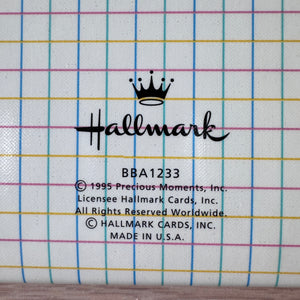 Hallmark
BBA1233
© 1995 Precious Moments, Inc.
Licensee Hallmark Cards, Inc.
All Rights Reserved Worldwide.
© HALLMARK CARDS, INC.
MADE IN U.S.A.